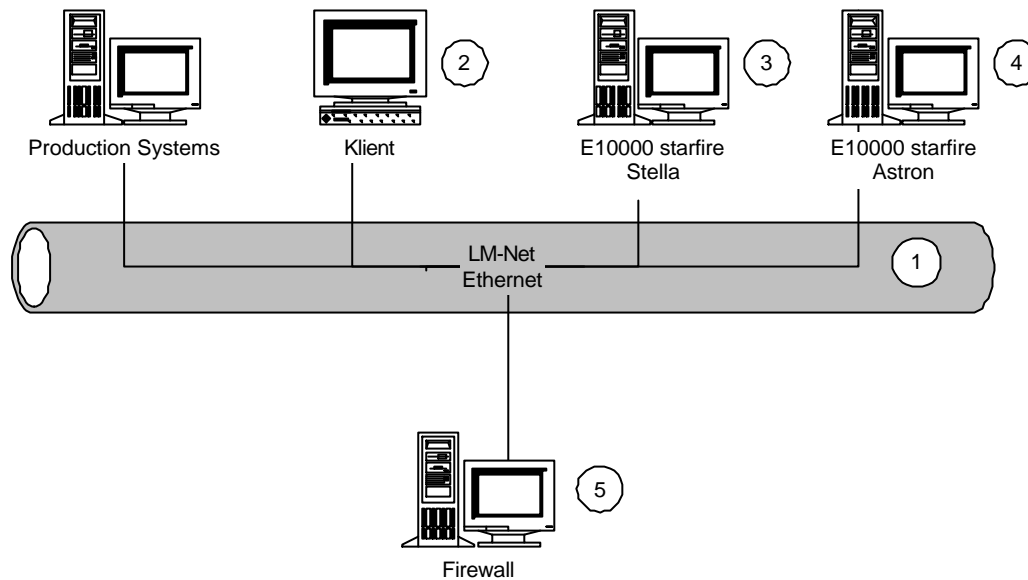 2
3
4
Production Systems
Klient
E10000 starfire
Stella
E10000 starfire
Astron
LM-Net
Ethernet
1
5
Firewall